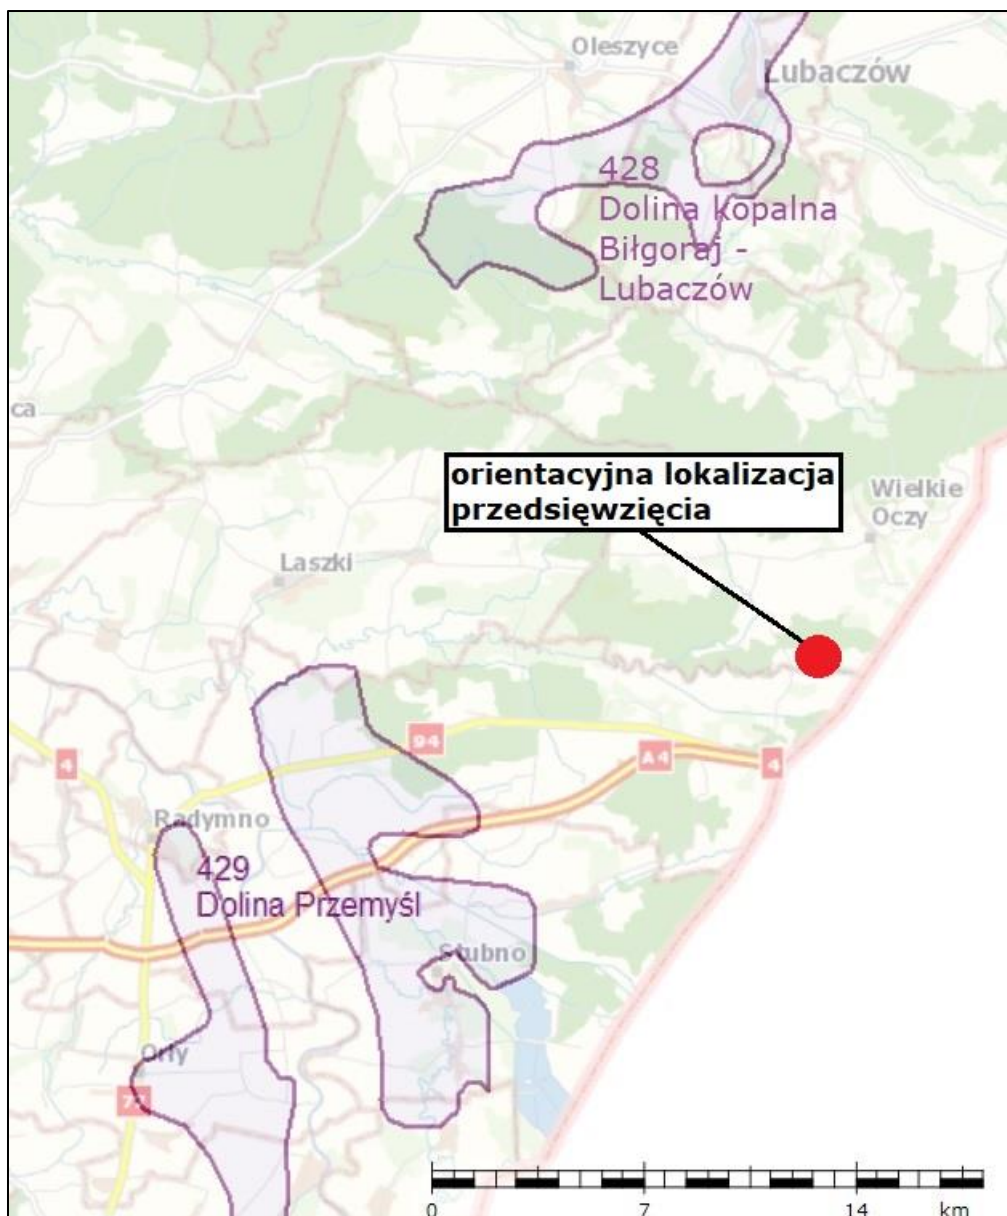 Oleszyce
Lubaczów
428
Dolina kopalna
Biłgoraj -
Lubaczów
ca
orientacyjna lokalizacja
przedsięwzięcia
Wielkie
Oczy
Laszki
94
A4
4
4
Radymno
429
Dolina Przemyśl
Stubno
Orły
77
0 7 14 km